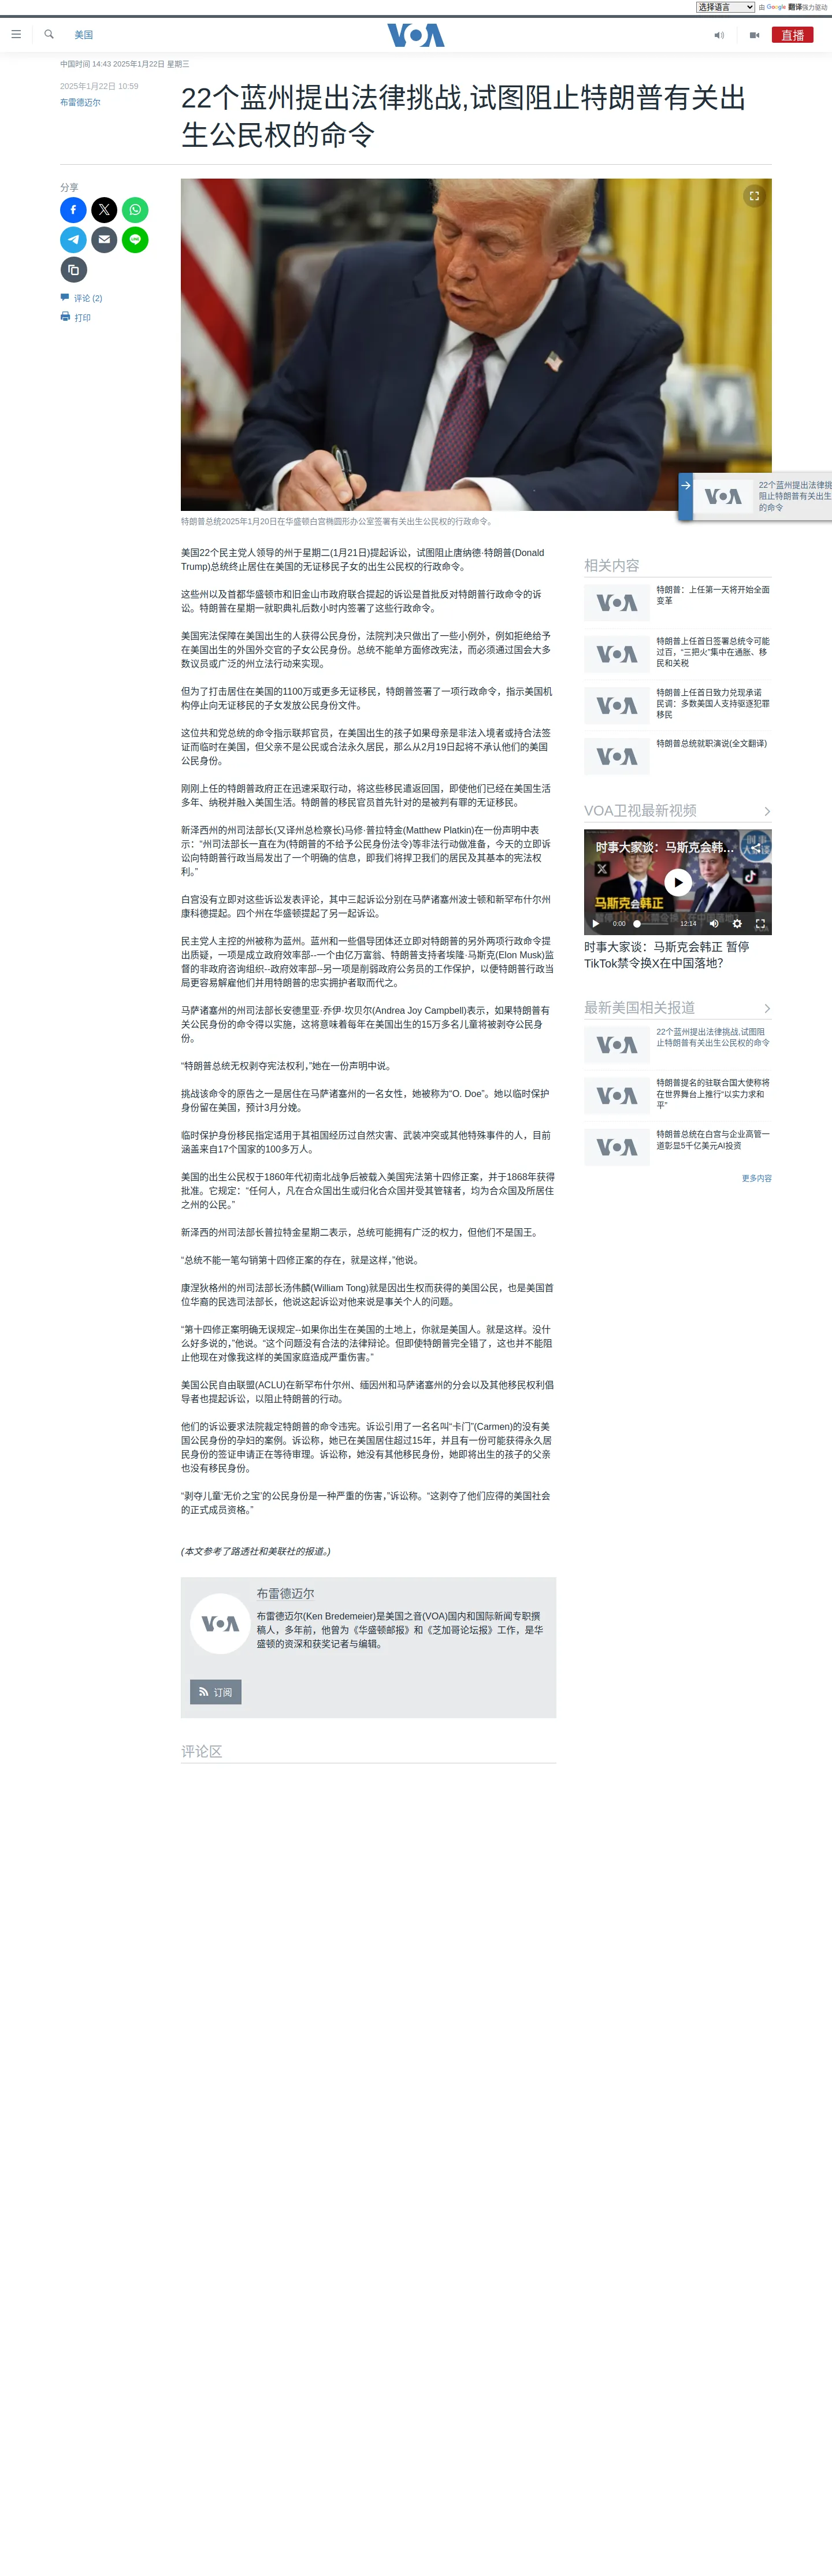 选择语言
由 Google 翻译强力驱动
美国
VOA
直播
中国时间 14:43 2025年1月22日 星期三
2025年1月22日 10:59
布雷德迈尔
22个蓝州提出法律挑战,试图阻止特朗普有关出
生公民权的命令
分享
评论 (2)
打印
特朗普总统2025年1月20日在华盛顿白宫椭圆形办公室签署有关出生公民权的行政命令。
VOA
22个蓝州提出法律挑
阻止特朗普有关出生
的命令
美国22个民主党人领导的州于星期二(1月21日)提起诉讼，试图阻止唐纳德·特朗普(Donald
Trump)总统终止居住在美国的无证移民子女的出生公民权的行政命令。
这些州以及首都华盛顿市和旧金山市政府联合提起的诉讼是首批反对特朗普行政命令的诉
讼。特朗普在星期一就职典礼后数小时内签署了这些行政命令。
美国宪法保障在美国出生的人获得公民身份，法院判决只做出了一些小例外，例如拒绝给予
在美国出生的外国外交官的子女公民身份。总统不能单方面修改宪法，而必须通过国会大多
数议员或广泛的州立法行动来实现。
但为了打击居住在美国的1100万或更多无证移民，特朗普签署了一项行政命令，指示美国机
构停止向无证移民的子女发放公民身份文件。
这位共和党总统的命令指示联邦官员，在美国出生的孩子如果母亲是非法入境者或持合法签
证而临时在美国，但父亲不是公民或合法永久居民，那么从2月19日起将不承认他们的美国
公民身份。
刚刚上任的特朗普政府正在迅速采取行动，将这些移民遣返回国，即使他们已经在美国生活
多年、纳税并融入美国生活。特朗普的移民官员首先针对的是被判有罪的无证移民。
新泽西州的州司法部长(又译州总检察长)马修·普拉特金(Matthew Platkin)在一份声明中表
示：“州司法部长一直在为(特朗普的不给予公民身份法令)等非法行动做准备，今天的立即诉
讼向特朗普行政当局发出了一个明确的信息，即我们将捍卫我们的居民及其基本的宪法权
利。”
白宫没有立即对这些诉讼发表评论，其中三起诉讼分别在马萨诸塞州波士顿和新罕布什尔州
康科德提起。四个州在华盛顿提起了另一起诉讼。
民主党人主控的州被称为蓝州。蓝州和一些倡导团体还立即对特朗普的另外两项行政命令提
出质疑，一项是成立政府效率部--一个由亿万富翁、特朗普支持者埃隆·马斯克(Elon Musk)监
督的非政府咨询组织--政府效率部--另一项是削弱政府公务员的工作保护，以便特朗普行政当
局更容易解雇他们并用特朗普的忠实拥护者取而代之。
马萨诸塞州的州司法部长安德里亚·乔伊·坎贝尔(Andrea Joy Campbell)表示，如果特朗普有
关公民身份的命令得以实施，这将意味着每年在美国出生的15万多名儿童将被剥夺公民身
份。
“特朗普总统无权剥夺宪法权利，”她在一份声明中说。
挑战该命令的原告之一是居住在马萨诸塞州的一名女性，她被称为“O. Doe”。她以临时保护
身份留在美国，预计3月分娩。
临时保护身份移民指定适用于其祖国经历过自然灾害、武装冲突或其他特殊事件的人，目前
涵盖来自17个国家的100多万人。
美国的出生公民权于1860年代初南北战争后被载入美国宪法第十四修正案，并于1868年获得
批准。它规定：“任何人，凡在合众国出生或归化合众国并受其管辖者，均为合众国及所居住
之州的公民。”
新泽西的州司法部长普拉特金星期二表示，总统可能拥有广泛的权力，但他们不是国王。
“总统不能一笔勾销第十四修正案的存在，就是这样，”他说。
康涅狄格州的州司法部长汤伟麟(William Tong)就是因出生权而获得的美国公民，也是美国首
位华裔的民选司法部长，他说这起诉讼对他来说是事关个人的问题。
“第十四修正案明确无误规定--如果你出生在美国的土地上，你就是美国人。就是这样。没什
么好多说的，”他说。“这个问题没有合法的法律辩论。但即使特朗普完全错了，这也并不能阻
止他现在对像我这样的美国家庭造成严重伤害。”
美国公民自由联盟(ACLU)在新罕布什尔州、缅因州和马萨诸塞州的分会以及其他移民权利倡
导者也提起诉讼，以阻止特朗普的行动。
他们的诉讼要求法院裁定特朗普的命令违宪。诉讼引用了一名名叫“卡门”(Carmen)的没有美
国公民身份的孕妇的案例。诉讼称，她已在美国居住超过15年，并且有一份可能获得永久居
民身份的签证申请正在等待审理。诉讼称，她没有其他移民身份，她即将出生的孩子的父亲
也没有移民身份。
“剥夺儿童‘无价之宝’的公民身份是一种严重的伤害，”诉讼称。“这剥夺了他们应得的美国社会
的正式成员资格。”
(本文参考了路透社和美联社的报道。)
VOA
布雷德迈尔
布雷德迈尔(Ken Bredemeier)是美国之音(VOA)国内和国际新闻专职撰
稿人，多年前，他曾为《华盛顿邮报》和《芝加哥论坛报》工作，是华
盛顿的资深和获奖记者与编辑。
订阅
评论区
相关内容
VOA
特朗普：上任第一天将开始全面
变革
VOA
特朗普上任首日签署总统令可能
过百，“三把火”集中在通胀、移
民和关税
VOA
特朗普上任首日致力兑现承诺
民调：多数美国人支持驱逐犯罪
移民
VOA
特朗普总统就职演说(全文翻译)
VOA卫视最新视频
时事大家谈：马斯克会韩...
马斯克会韩正
0:00
12:14
时事大家谈：马斯克会韩正 暂停
TikTok禁令换X在中国落地？
最新美国相关报道
VOA
22个蓝州提出法律挑战,试图阻
止特朗普有关出生公民权的命令
VOA
特朗普提名的驻联合国大使称将
在世界舞台上推行“以实力求和
平”
VOA
特朗普总统在白宫与企业高管一
道彰显5千亿美元AI投资
更多内容